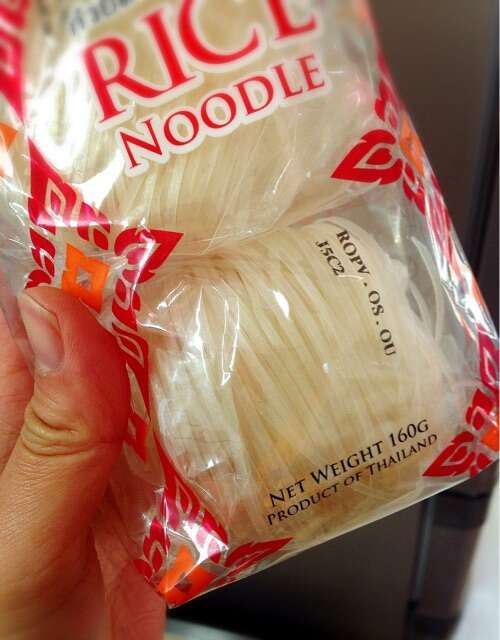 RICE
NOODLE
ROPV . OS . OU
J5C2
NET WEIGHT 160G
PRODUCT OF THAILAND